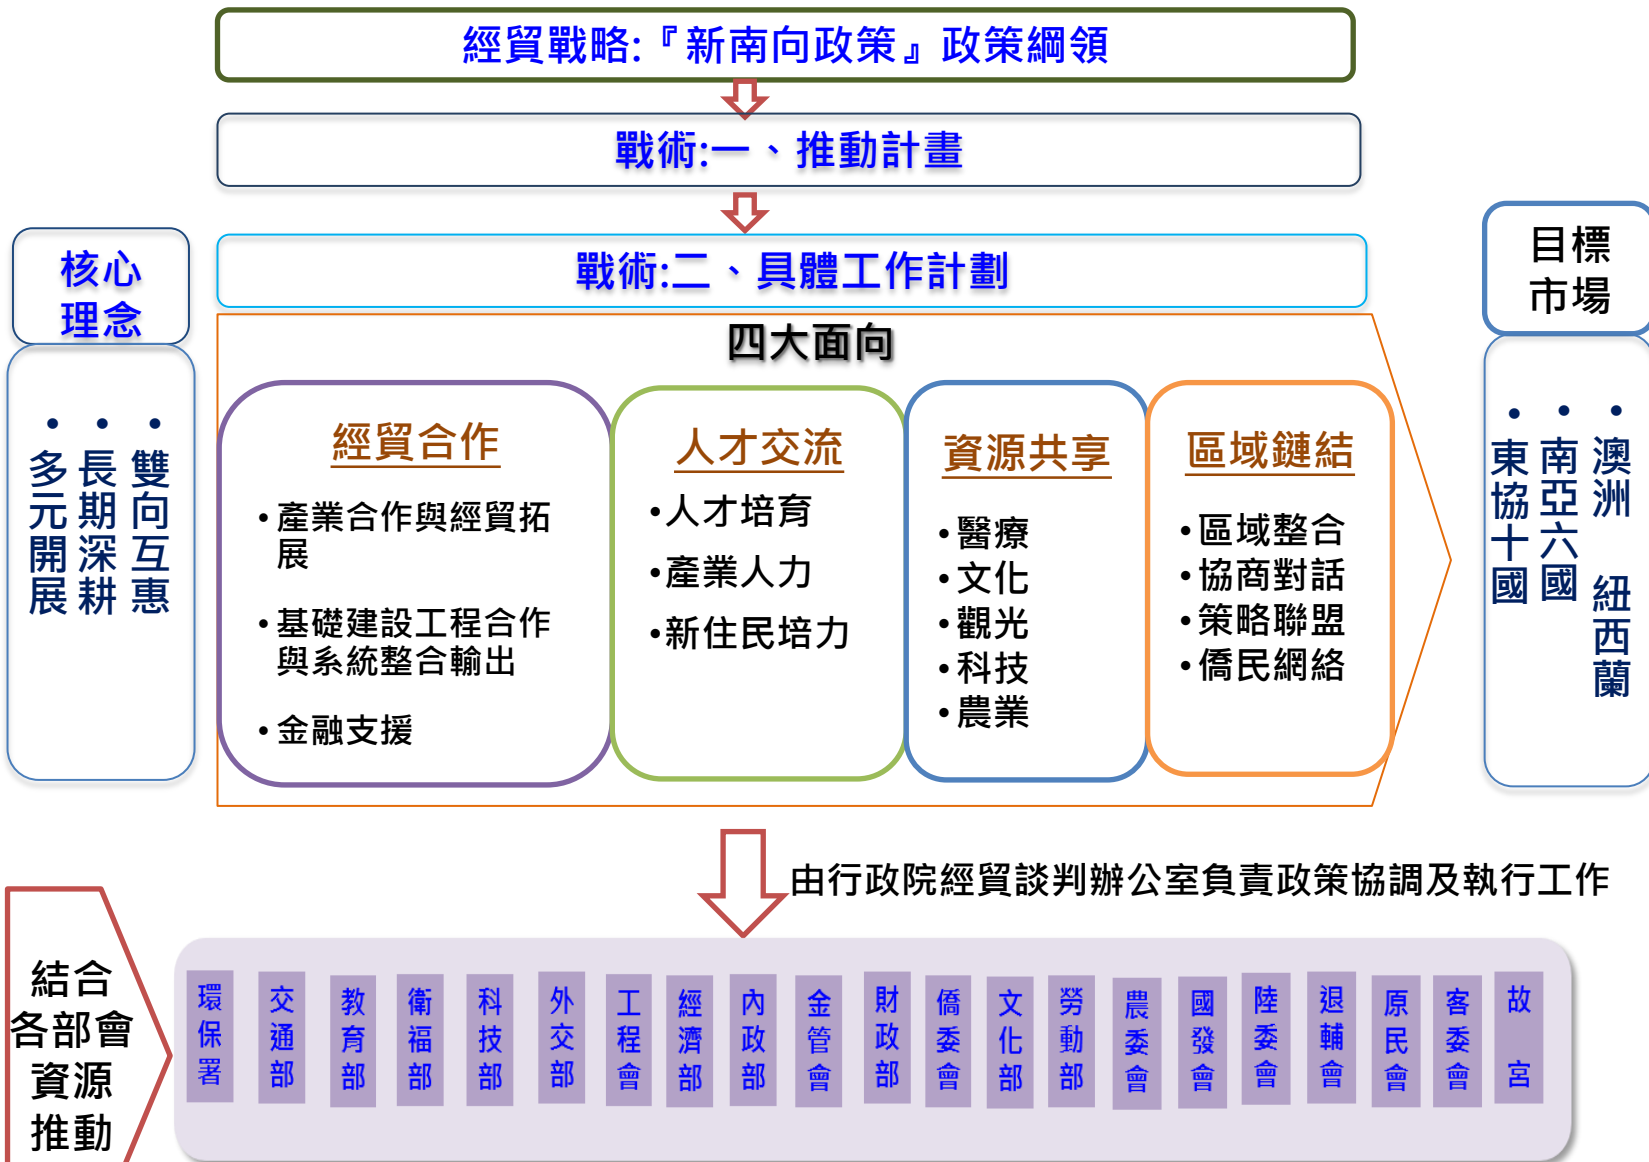 經貿戰略:『新南向政策』政策綱領
戰術:一、推動計畫
戰術:二、具體工作計劃
核心
理念
• 雙向互惠
• 長期深耕
• 多元開展
四大面向
經貿合作
• 產業合作與經貿拓
展
• 基礎建設工程合作
與系統整合輸出
• 金融支援
人才交流
• 人才培育
• 產業人力
• 新住民培力
資源共享
• 醫療
• 文化
• 觀光
• 科技
• 農業
區域鏈結
• 區域整合
• 協商對話
• 策略聯盟
• 僑民網絡
目標
市場
• 澳洲 紐西蘭
• 南亞六國
• 東協十國
由行政院經貿談判辦公室負責政策協調及執行工作
結合
各部會
資源
推動
環保署
交通部
教育部
衛福部
科技部
外交部
工程會
經濟部
內政部
金管會
財政部
僑委會
文化部
勞動部
農委會
國發會
陸委會
退輔會
原民會
客委會
故 宮